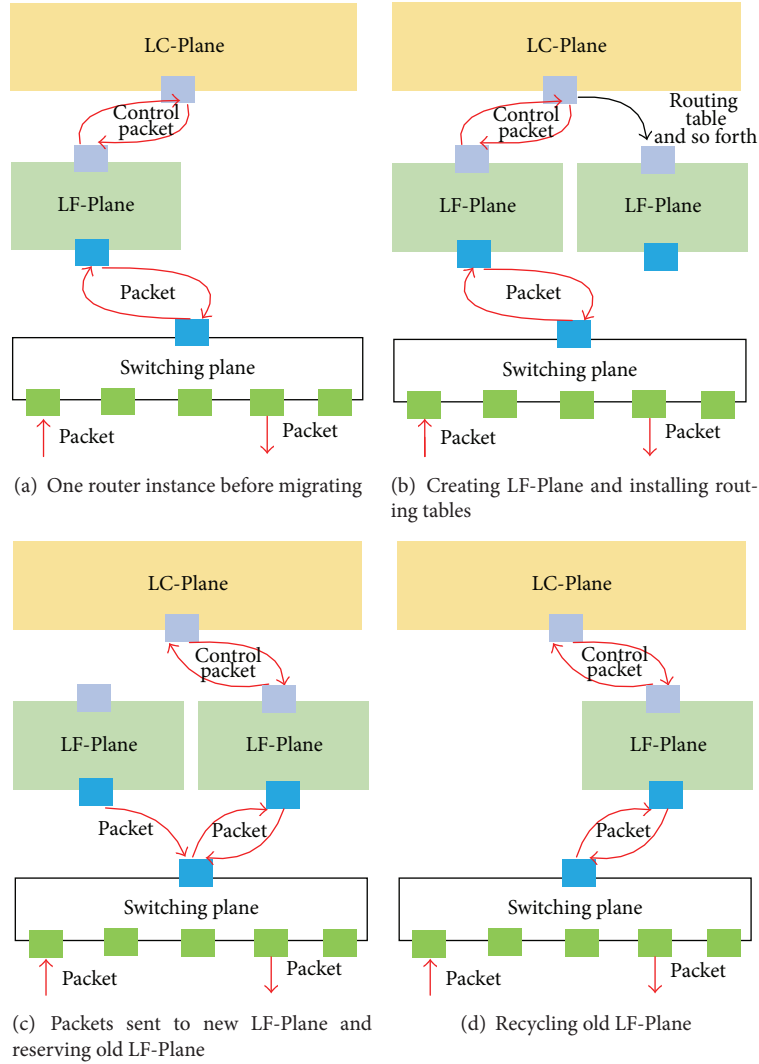 LC-Plane
Control
packet
LF-Plane
Packet
Switching plane
Packet
Packet
(a) One router instance before migrating
LC-Plane
Control
packet
Routing
table
and so forth
LF-Plane
LF-Plane
Packet
Switching plane
Packet
Packet
(b) Creating LF-Plane and installing rout-
ing tables
LC-Plane
Control
packet
LF-Plane
LF-Plane
Packet
Packet
Switching plane
Packet
Packet
(c) Packets sent to new LF-Plane and
reserving old LF-Plane
LC-Plane
Control
packet
LF-Plane
Packet
Switching plane
Packet
Packet
(d) Recycling old LF-Plane